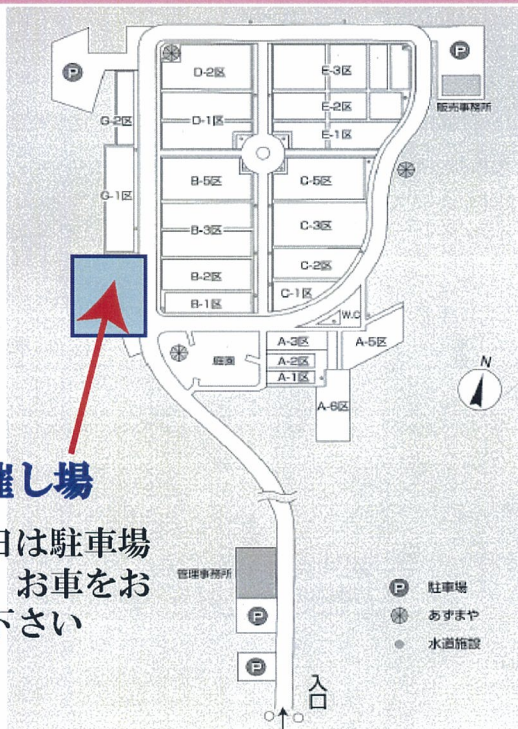 P
P
D-2区
E-3区
販売事務所
G-2区
E-2区
D-1区
E-1区
B-5区
C-5区
G-1区
B-3区
C-3区
B-2区
C-2区
B-1区
C-1区
W.C
A-3区
A-5区
庭園
A-2区
A-1区
N
A-6区
催し場
日は駐車場
お車をお
下さい
管理事務所
P
P
P 駐車場
あずまや
水道施設
入口